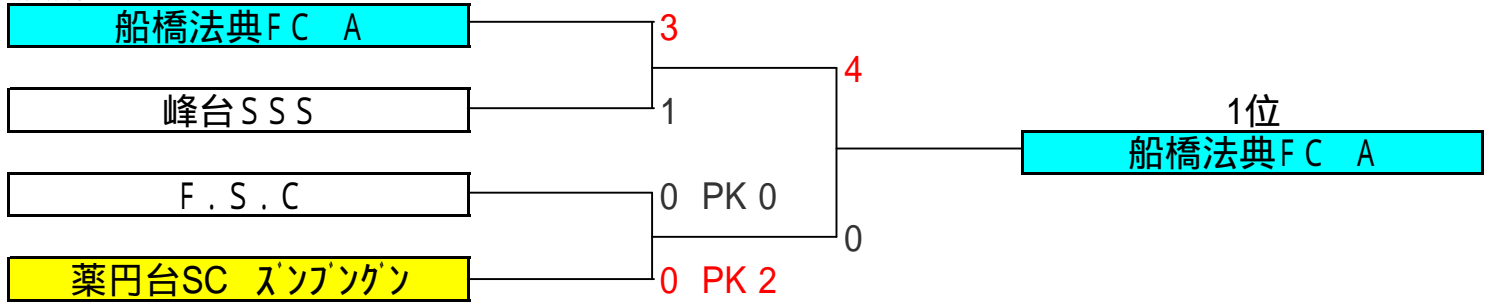 船橋法典ＦＣ　Ａ 3
4
峰台ＳＳＳ 1 1位
船橋法典ＦＣ　Ａ
Ｆ．Ｓ．Ｃ 0 PK 0
0
薬円台SC ｽﾞﾝﾌﾞﾝｸﾞﾝ 0 PK 2